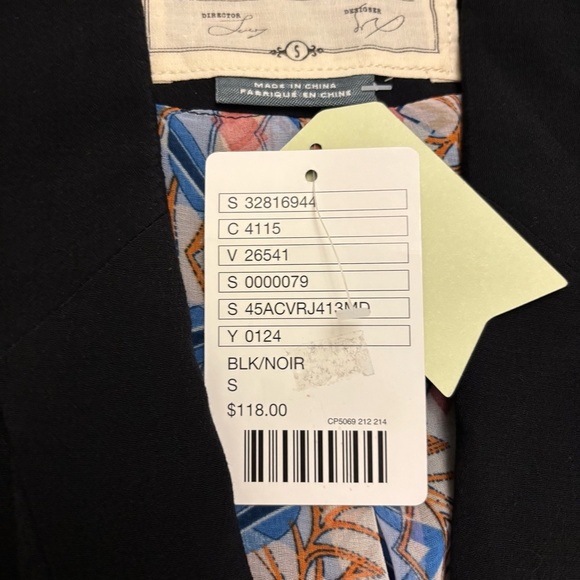 DIRECTOR
DESIGNER
S
MADE IN CHINA
FABRIQUÉ EN CHINE
S 32816944
C 4115
V 26541
S 0000079
S 45ACVRJ413MD
Y 0124
BLK/NOIR
S
$118.00
CP5069 212 214